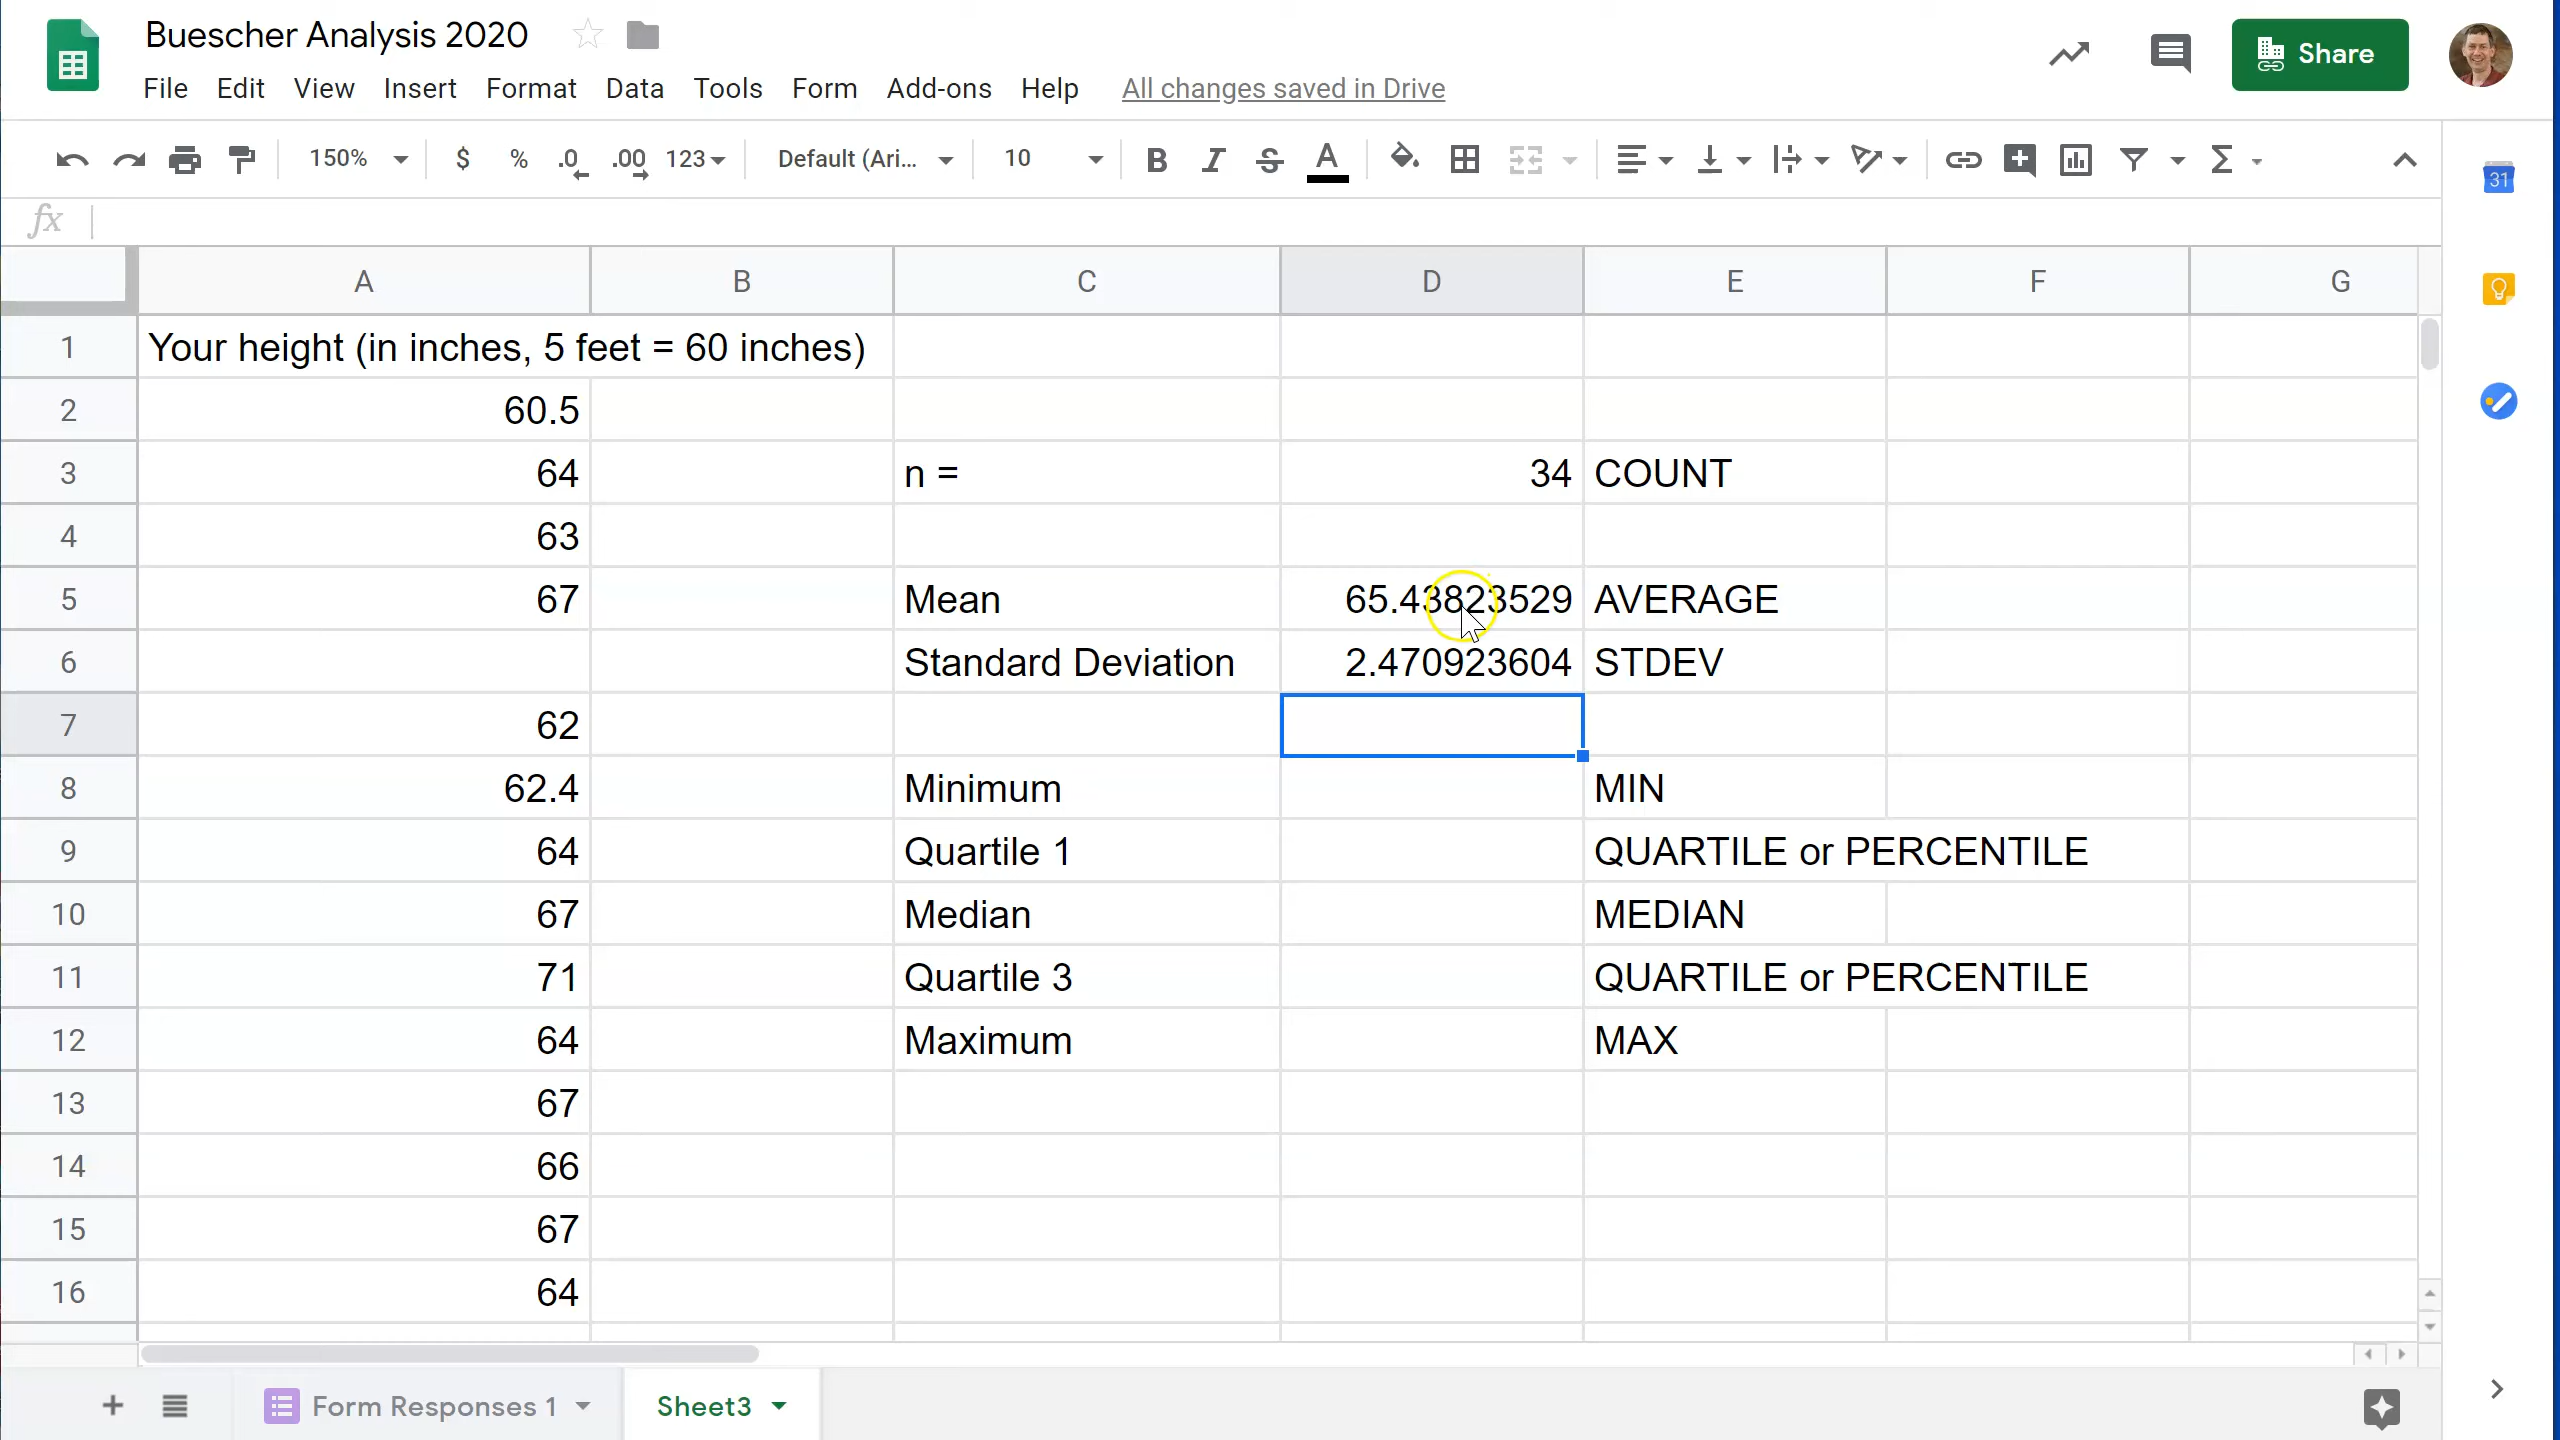 Buescher Analysis 2020
File Edit View Insert Format Data Tools Form Add-ons Help All changes saved in Drive
Share
150% $ % .0 .00 123 Default (Ari... 10 B I S A Σ
31
fx
A B C D E F G
1 Your height (in inches, 5 feet = 60 inches)
2 60.5
3 64 n = 34 COUNT
4 63
5 67 Mean 65.43823529 AVERAGE
6 Standard Deviation 2.470923604 STDEV
7 62
8 62.4 Minimum MIN
9 64 Quartile 1 QUARTILE or PERCENTILE
10 67 Median MEDIAN
11 71 Quartile 3 QUARTILE or PERCENTILE
12 64 Maximum MAX
13 67
14 66
15 67
16 64
Form Responses 1 Sheet3